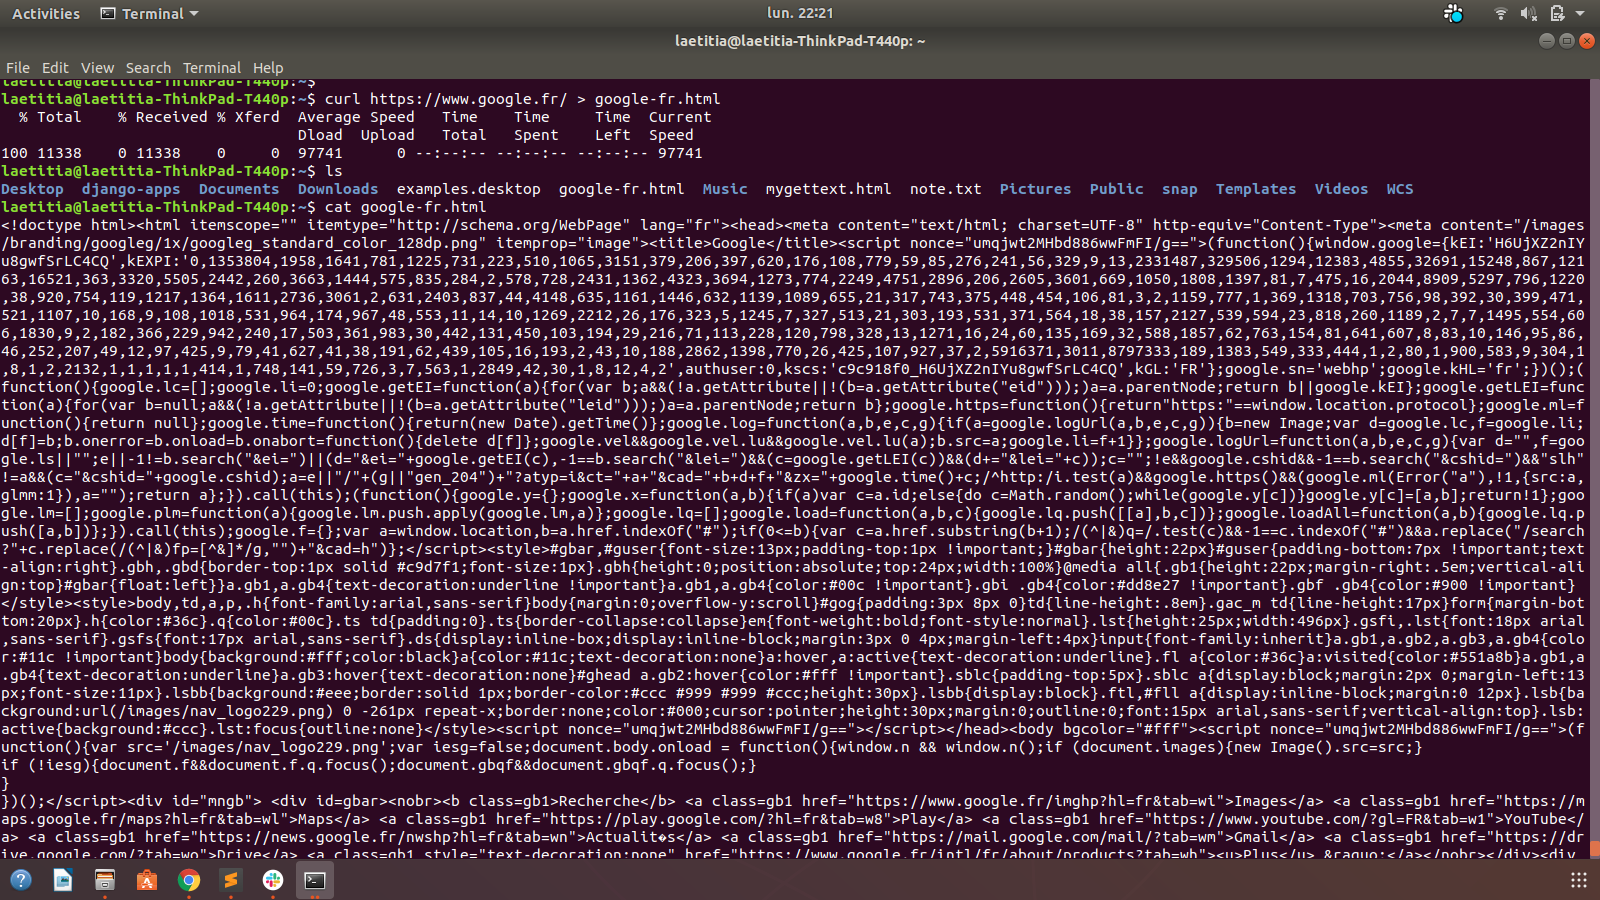 Activities Terminal lun. 22:21
laetitia@laetitia-ThinkPad-T440p: ~
File Edit View Search Terminal Help
laetitia@laetitia-ThinkPad-T440p:~$
laetitia@laetitia-ThinkPad-T440p:~$ curl https://www.google.fr/ > google-fr.html
% Total % Received % Xferd Average Speed Time Time Time Current
Dload Upload Total Spent Left Speed
100 11338 0 11338 0 0 97741 0 --:--:-- --:--:-- --:--:-- 97741
laetitia@laetitia-ThinkPad-T440p:~$ ls
Desktop django-apps Documents Downloads examples.desktop google-fr.html Music mygettext.html note.txt Pictures Public snap Templates Videos WCS
laetitia@laetitia-ThinkPad-T440p:~$ cat google-fr.html
<!doctype html><html itemscope="" itemtype="http://schema.org/WebPage" lang="fr"><head><meta content="text/html; charset=UTF-8" http-equiv="Content-Type"><meta content="/images
/branding/googleg/1x/googleg_standard_color_128dp.png" itemprop="image"><title>Google</title><script nonce="umqjwt2MHbd886wwFmFI/g==">(function(){window.google={kEI:'H6UjXZ2nIY
u8gwfSrLC4CQ',kEXPI:'0,1353804,1958,1641,781,1225,731,223,510,1065,3151,379,206,397,620,176,108,779,59,85,276,241,56,329,9,13,2331487,329506,1294,12383,4855,32691,15248,867,121
63,16521,363,3320,5505,2442,260,3663,1444,575,835,284,2,578,728,2431,1362,4323,3694,1273,774,2249,4751,2896,206,2605,3601,669,1050,1808,1397,81,7,475,16,2044,8909,5297,796,1220
,38,920,754,119,1217,1364,1611,2736,3061,2,631,2403,837,44,4148,635,1161,1446,632,1139,1089,655,21,317,743,375,448,454,106,81,3,2,1159,777,1,369,1318,703,756,98,392,30,399,471,
521,1107,10,168,9,108,1018,531,964,174,967,48,553,11,14,10,1269,2212,26,176,323,5,1245,7,327,513,21,303,193,531,371,564,18,38,157,2127,539,594,23,818,260,1189,2,7,7,1495,554,60
6,1830,9,2,182,366,229,942,240,17,503,361,983,30,442,131,450,103,194,29,216,71,113,228,120,798,328,13,1271,16,24,60,135,169,32,588,1857,62,763,154,81,641,607,8,83,10,146,95,86,
46,252,207,49,12,97,425,9,79,41,627,41,38,191,62,439,105,16,193,2,43,10,188,2862,1398,770,26,425,107,927,37,2,5916371,3011,8797333,189,1383,549,333,444,1,2,80,1,900,583,9,304,1
,8,1,2,2132,1,1,1,1,1,414,1,748,141,59,726,3,7,563,1,2849,42,30,1,8,12,4,2',authuser:0,kscs:'c9c918f0_H6UjXZ2nIYu8gwfSrLC4CQ',kGL:'FR'};google.sn='webhp';google.kHL='fr';})();(
function(){google.lc=[];google.li=0;google.getEI=function(a){for(var b;a&&(!a.getAttribute||!(b=a.getAttribute("eid")));)a=a.parentNode;return b||google.kEI};google.getLEI=func
tion(a){for(var b=null;a&&(!a.getAttribute||!(b=a.getAttribute("leid")));)a=a.parentNode;return b};google.https=function(){return"https:"==window.location.protocol};google.ml=f
unction(){return null};google.time=function(){return(new Date).getTime()};google.log=function(a,b,e,c,g){if(a=google.logUrl(a,b,e,c,g)){b=new Image;var d=google.lc,f=google.li;
d[f]=b;b.onerror=b.onload=b.onabort=function(){delete d[f]};google.vel&&google.vel.lu&&google.vel.lu(a);b.src=a;google.li=f+1}};google.logUrl=function(a,b,e,c,g){var d="",f=goo
gle.ls||"";e||-1!=b.search("&ei=")||(d="&ei="+google.getEI(c),-1==b.search("&lei=")&&(c=google.getLEI(c))&&(d+="&lei="+c));c="";!e&&google.cshid&&-1==b.search("&cshid=")&&"slh"
!=a&&(c="&cshid="+google.cshid);a=e||"/"+(g||"gen_204")+"?atyp=i&ct="+a+"&cad="+b+d+f+"&zx="+google.time()+c;/^http:/i.test(a)&&google.https()&&(google.ml(Error("a"),!1,{src:a,
glmm:1}),a="");return a};}).call(this);(function(){google.y={};google.x=function(a,b){if(a)var c=a.id;else{do c=Math.random();while(google.y[c])}google.y[c]=[a,b];return!1};goo
gle.lm=[];google.plm=function(a){google.lm.push.apply(google.lm,a)};google.lq=[];google.load=function(a,b,c){google.lq.push([[a],b,c])};google.loadAll=function(a,b){google.lq.
push([a,b])};}).call(this);google.f={};var a=window.location,b=a.href.indexOf("#");if(0<=b){var c=a.href.substring(b+1);/(^|&)q=/.test(c)&&-1==c.indexOf("#")&&a.replace("/search
?"+c.replace(/(^|&)fp=[^&]*/g,"")+"&cad=h")};</script><style>#gbar,#guser{font-size:13px;padding-top:1px !important;}#gbar{height:22px}#guser{padding-bottom:7px !important;text
-align:right}.gbh,.gbd{border-top:1px solid #c9d7f1;font-size:1px}.gbh{height:0;position:absolute;top:24px;width:100%}@media all{.gb1{height:22px;margin-right:.5em;vertical-ali
gn:top}#gbar{float:left}}a.gb1,a.gb4{text-decoration:underline !important}a.gb1,a.gb4{color:#00c !important}.gbi .gb4{color:#dd8e27 !important}.gbf .gb4{color:#900 !important}
</style><style>body,td,a,p,.h{font-family:arial,sans-serif}body{margin:0;overflow-y:scroll}#gog{padding:3px 8px 0}td{line-height:.8em}.gac_m td{line-height:17px}form{margin-bot
tom:20px}.h{color:#36c}.q{color:#00c}.ts td{padding:0}.ts{border-collapse:collapse}em{font-weight:bold;font-style:normal}.lst{height:25px;width:496px}.gsfi,.lst{font:18px arial
,sans-serif}.gsfs{font:17px arial,sans-serif}.ds{display:inline-box;display:inline-block;margin:3px 0 4px;margin-left:4px}input{font-family:inherit}a.gb1,a.gb2,a.gb3,a.gb4{colo
r:#11c !important}body{background:#fff;color:black}a{color:#11c;text-decoration:none}a:hover,a:active{text-decoration:underline}.fl a{color:#36c}a:visited{color:#551a8b}a.gb1,a
.gb4{text-decoration:underline}a.gb3:hover{text-decoration:none}#ghead a.gb2:hover{color:#fff !important}.sblc{padding-top:5px}.sblc a{display:block;margin:2px 0;margin-left:13
px;font-size:11px}.lsbb{background:#eee;border:solid 1px;border-color:#ccc #999 #999 #ccc;height:30px}.lsbb{display:block}.ftl,#fll a{display:inline-block;margin:0 12px}.lsb{ba
ckground:url(/images/nav_logo229.png) 0 -261px repeat-x;border:none;color:#000;cursor:pointer;height:30px;margin:0;outline:0;font:15px arial,sans-serif;vertical-align:top}.lsb:
active{background:#ccc}.lst:focus{outline:none}</style><script nonce="umqjwt2MHbd886wwFmFI/g=="></script></head><body bgcolor="#fff"><script nonce="umqjwt2MHbd886wwFmFI/g==">(f
unction(){var src='/images/nav_logo229.png';var iesg=false;document.body.onload = function(){window.n && window.n();if (document.images){new Image().src=src;}
if (!iesg){document.f&&document.f.q.focus();document.gbqf&&document.gbqf.q.focus();}
}
})();</script><div id="mngb"> <div id=gbar><nobr><b class=gb1>Recherche</b> <a class=gb1 href="https://www.google.fr/imghp?hl=fr&tab=wi">Images</a> <a class=gb1 href="https://m
aps.google.fr/maps?hl=fr&tab=wl">Maps</a> <a class=gb1 href="https://play.google.com/?hl=fr&tab=w8">Play</a> <a class=gb1 href="https://www.youtube.com/?gl=FR&tab=w1">YouTube</
a> <a class=gb1 href="https://news.google.fr/nwshp?hl=fr&tab=wn">Actualit�s</a> <a class=gb1 href="https://mail.google.com/mail/?tab=wm">Gmail</a> <a class=gb1 href="https://dr
ive.google.com/?tab=wo">Drive</a> <a class=gb1 style="text-decoration:none" href="https://www.google.fr/intl/fr/about/products?tab=wh"><u>Plus</u> &raquo;</a></nobr></div><div